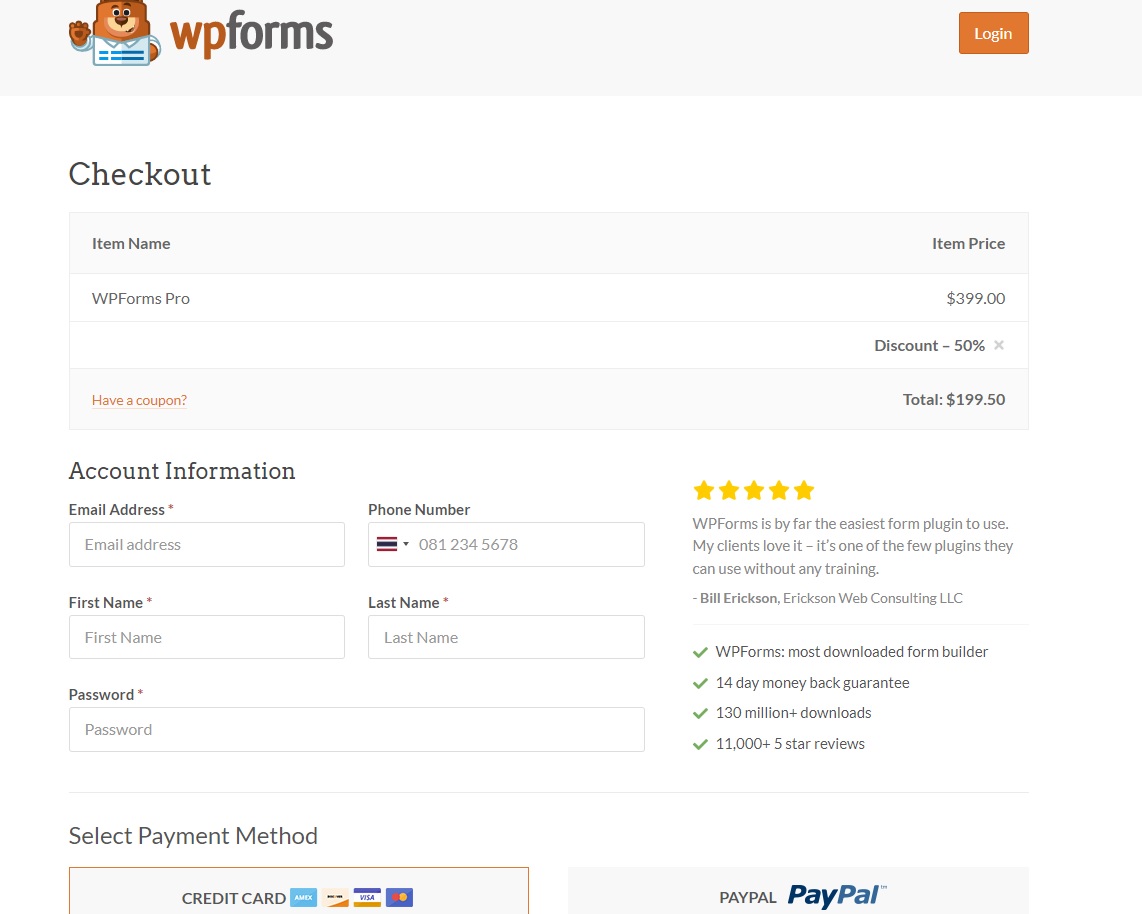 wpforms
Login
Checkout
Item Name Item Price
WPForms Pro $399.00
Discount – 50% ×
Have a coupon? Total: $199.50
Account Information
Email Address *
Email address
Phone Number
081 234 5678
First Name *
First Name
Last Name *
Last Name
Password *
Password
WPForms is by far the easiest form plugin to use.
My clients love it – it's one of the few plugins they
can use without any training.
- Bill Erickson, Erickson Web Consulting LLC
WPForms: most downloaded form builder
14 day money back guarantee
130 million+ downloads
11,000+ 5 star reviews
Select Payment Method
CREDIT CARD AMEX VISA
PAYPAL PayPal™